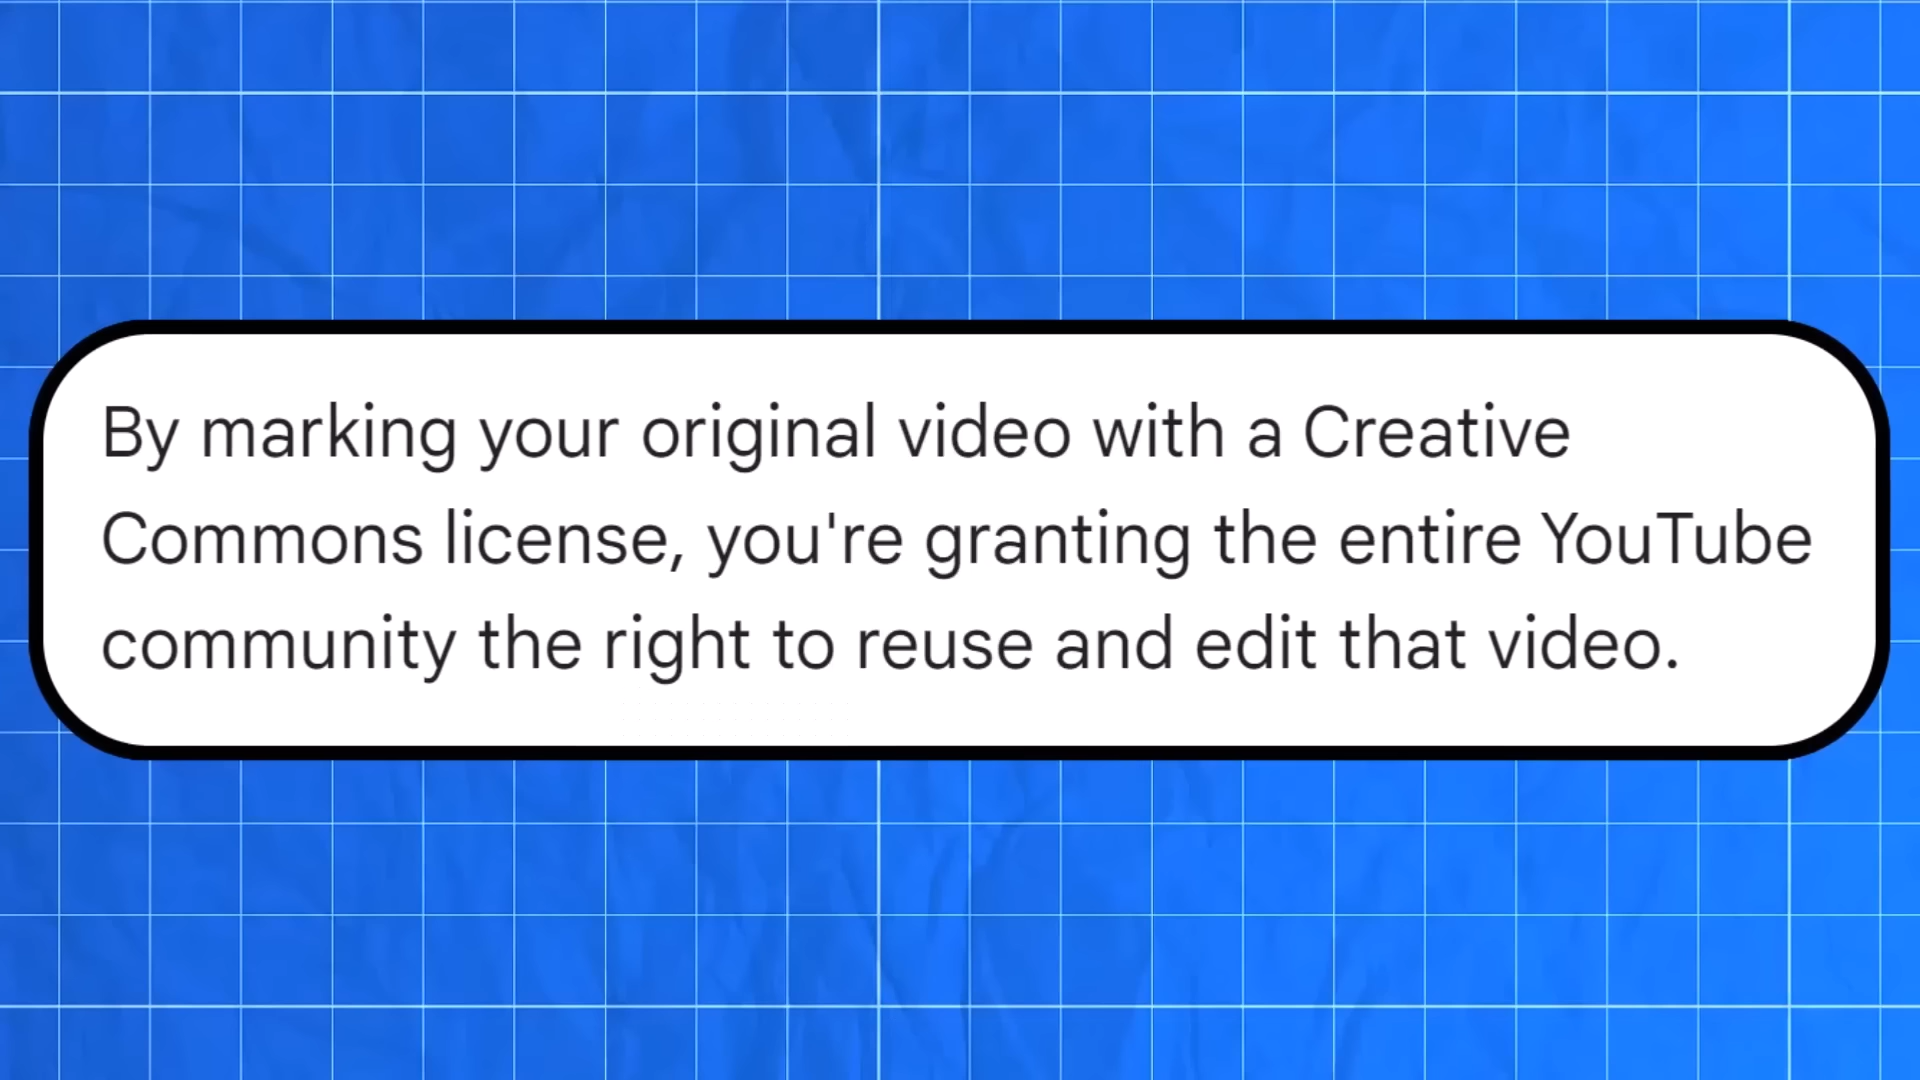 By marking your original video with a Creative
Commons license, you're granting the entire YouTube
community the right to reuse and edit that video.